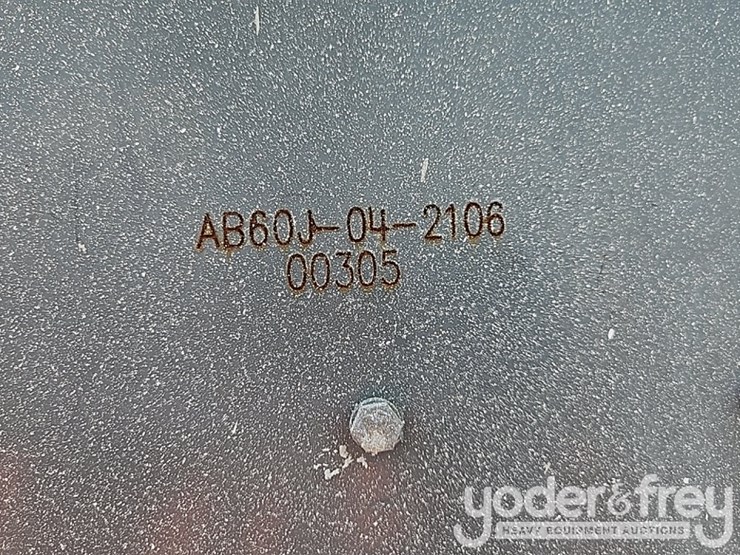 AB60J-04-2106
00305
yoder&frey
HEAVY EQUIPMENT AUCTIONS